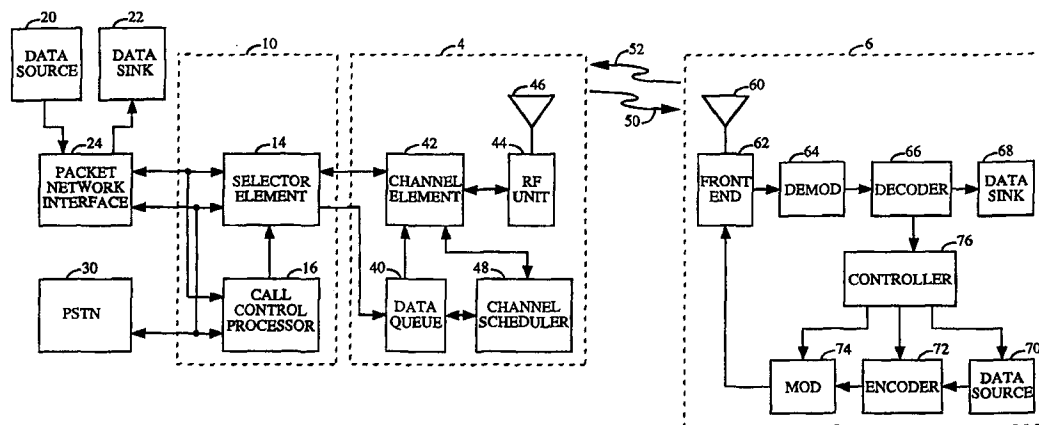 20
DATA
SOURCE
22
DATA
SINK
24
PACKET
NETWORK
INTERFACE
30
PSTN
10
14
SELECTOR
ELEMENT
16
CALL
CONTROL
PROCESSOR
4
42
CHANNEL
ELEMENT
46
44
RF
UNIT
40
DATA
QUEUE
48
CHANNEL
SCHEDULER
52
50
6
60
62
FRONT
END
64
DEMOD
66
DECODER
68
DATA
SINK
76
CONTROLLER
74
MOD
72
ENCODER
70
DATA
SOURCE